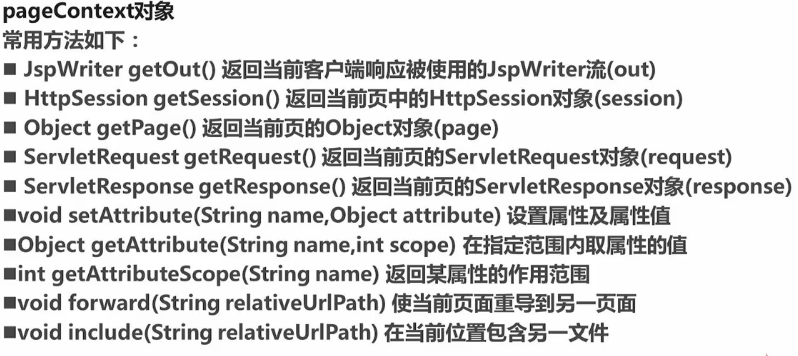 pageContext对象
常用方法如下：
■ JspWriter getOut() 返回当前客户端响应被使用的JspWriter流(out)
■ HttpSession getSession() 返回当前页中的HttpSession对象(session)
■ Object getPage() 返回当前页的Object对象(page)
■ ServletRequest getRequest() 返回当前页的ServletRequest对象(request)
■ ServletResponse getResponse() 返回当前页的ServletResponse对象(response)
■void setAttribute(String name,Object attribute) 设置属性及属性值
■Object getAttribute(String name,int scope) 在指定范围内取属性的值
■int getAttributeScope(String name) 返回某属性的作用范围
■void forward(String relativeUrlPath) 使当前页面重导到另一页面
■void include(String relativeUrlPath) 在当前位置包含另一文件